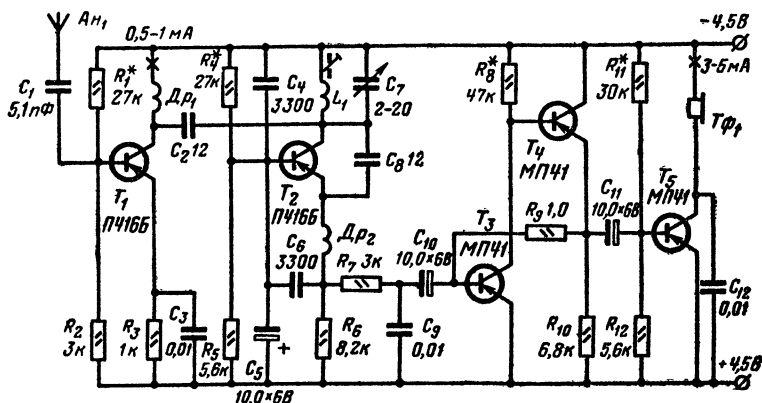 Ан₁
0,5-1 мА
-4,5В
C₁
5,1пФ
R₁*
27к
Др₁
R₄*
27к
C₄
3300
L₁
C₇
2-20
R₈*
47к
R₁₁*
30к
3-5мА
Тф₁
C₂ 12
C₈ 12
T₁
П416Б
T₂
П416Б
T₄
МП41
T₅
МП41
C₆
3300
Др₂
R₇ 3к
C₁₀
10,0×6В
T₃
МП41
R₉ 1,0
C₁₁
10,0×6В
C₁₂
0,01
R₂
3к
R₃
1к
C₃
0,01
R₅
5,6к
C₅
+
10,0×6В
R₆
8,2к
C₉
0,01
R₁₀
6,8к
R₁₂
5,6к
+4,5В